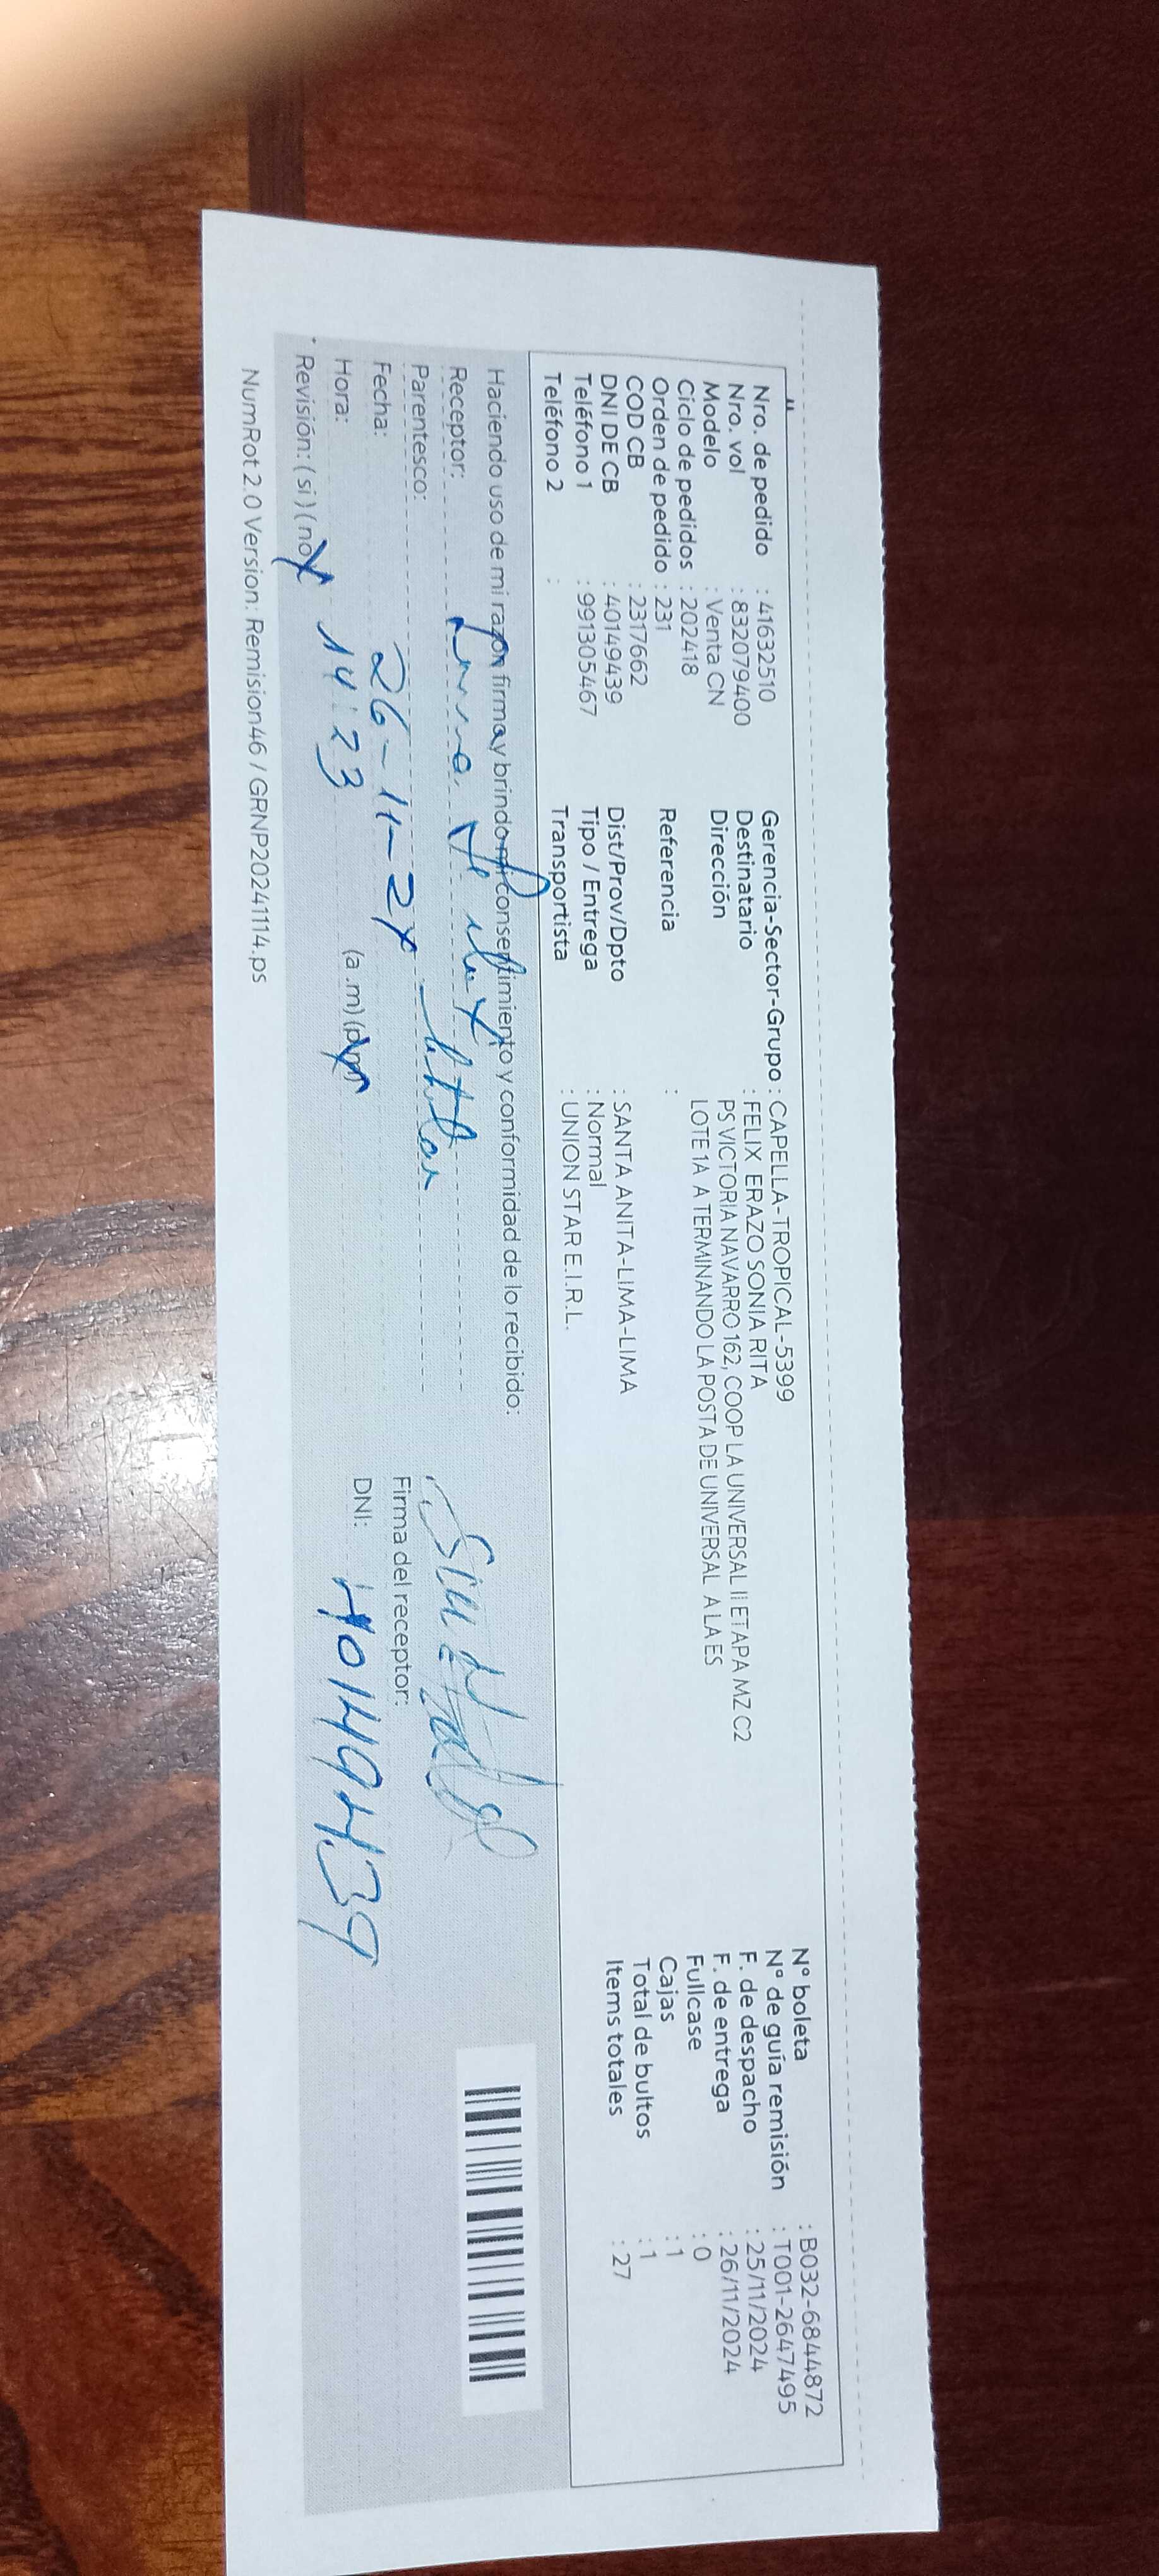 Nro. de pedido : 41632510
Nro. vol : 832079400
Modelo : Venta CN
Ciclo de pedidos : 202418
Orden de pedido : 231
COD CB : 2317662
DNI DE CB : 40149439
Teléfono 1 : 991305467
Teléfono 2 :
Gerencia-Sector-Grupo : CAPELLA-TROPICAL-5399
Destinatario : FELIX ERAZO SONIA RITA
Dirección PS VICTORIA NAVARRO 162, COOP LA UNIVERSAL II ETAPA MZ C2
LOTE 1A A TERMINANDO LA POSTA DE UNIVERSAL A LA ES
Referencia :
Dist/Prov/Dpto : SANTA ANITA-LIMA-LIMA
Tipo / Entrega : Normal
Transportista : UNION STAR E.I.R.L.
N° boleta : B032-6844872
N° de guía remisión : T001-2647495
F. de despacho : 25/11/2024
F. de entrega : 26/11/2024
Fullcase : 0
Cajas : 1
Total de bultos : 1
Items totales : 27
Haciendo uso de mi razón firma y brindo mi consentimiento y conformidad de lo recibido:
Receptor:
Parentesco:
Fecha: 26-11-24
Hora: 14:23 (a.m) (p.m)
* Revisión: (si) (no)
Firma del receptor:
DNI: 40149439
NumRot 2.0 Version: Remision46 / GRNP20241114.ps